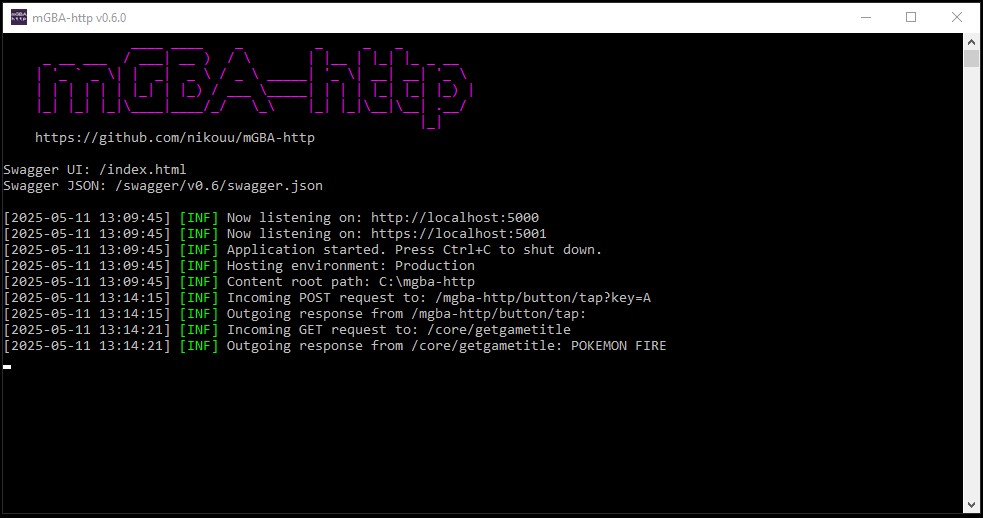 mGBA-http v0.6.0
mGBA-http
https://github.com/nikouu/mGBA-http
Swagger UI: /index.html
Swagger JSON: /swagger/v0.6/swagger.json
[2025-05-11 13:09:45] [INF] Now listening on: http://localhost:5000
[2025-05-11 13:09:45] [INF] Now listening on: https://localhost:5001
[2025-05-11 13:09:45] [INF] Application started. Press Ctrl+C to shut down.
[2025-05-11 13:09:45] [INF] Hosting environment: Production
[2025-05-11 13:09:45] [INF] Content root path: C:\mgba-http
[2025-05-11 13:14:15] [INF] Incoming POST request to: /mgba-http/button/tap?key=A
[2025-05-11 13:14:15] [INF] Outgoing response from /mgba-http/button/tap:
[2025-05-11 13:14:21] [INF] Incoming GET request to: /core/getgametitle
[2025-05-11 13:14:21] [INF] Outgoing response from /core/getgametitle: POKEMON FIRE